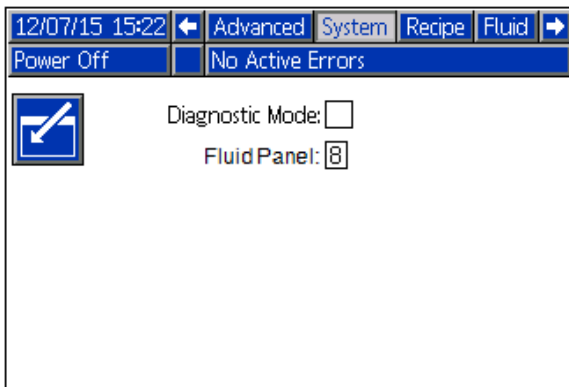 12/07/15 15:22 Advanced System Recipe Fluid
Power Off No Active Errors
Diagnostic Mode:
Fluid Panel: 8